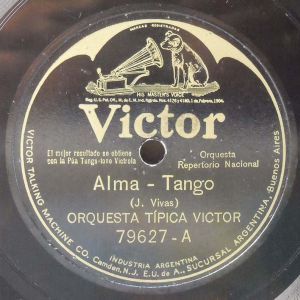 HIS MASTER'S VOICE
Victor
El mejor resultado se obtiene
con la Púa Tungs-tono Victrola
Orquesta
Repertorio Nacional
Alma - Tango
(J. Vivas)
ORQUESTA TÍPICA VICTOR
79627-A
INDUSTRIA ARGENTINA
VICTOR TALKING MACHINE CO. Camden, N.J. E.U. de A., SUCURSAL ARGENTINA, Buenos Aires